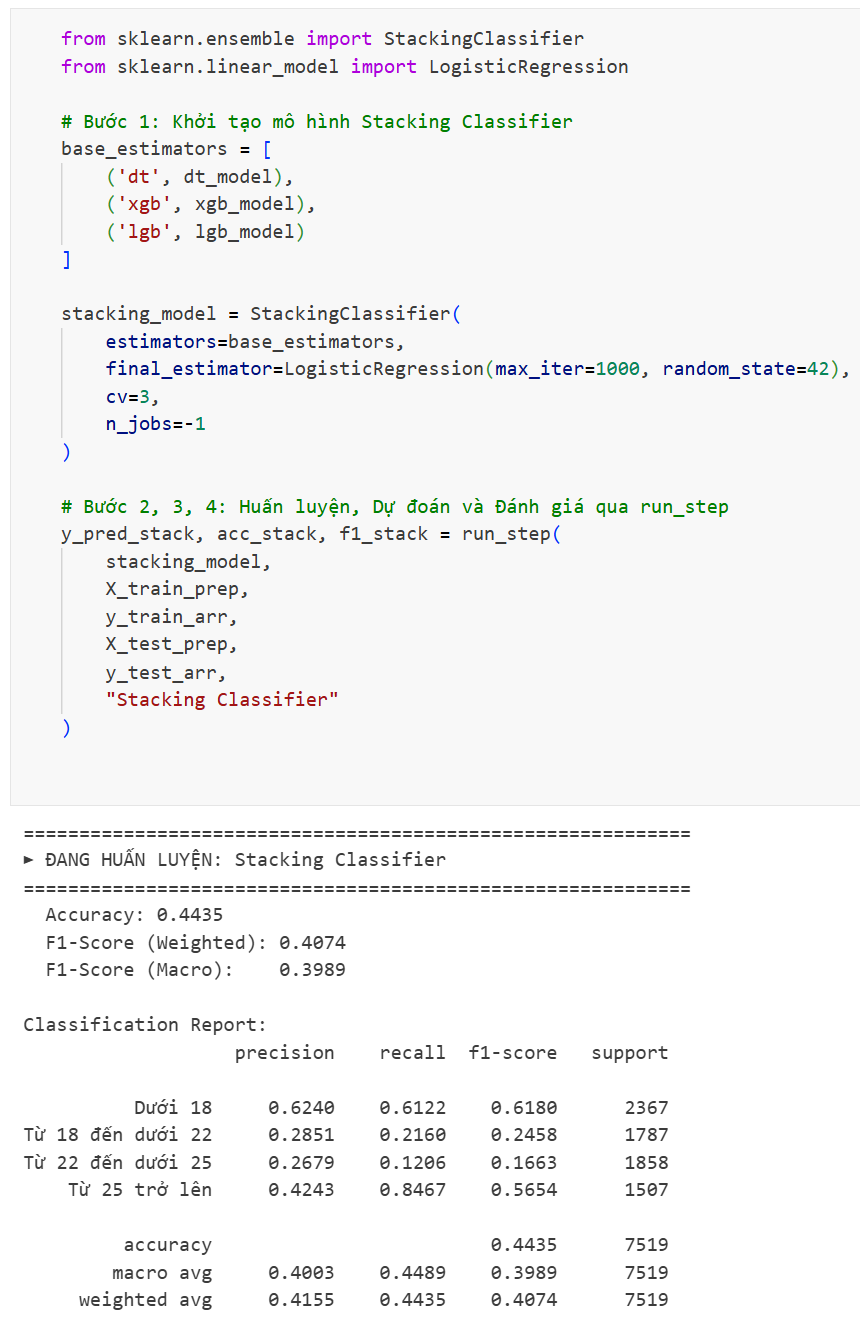 from sklearn.ensemble import StackingClassifier
from sklearn.linear_model import LogisticRegression

# Bước 1: Khởi tạo mô hình Stacking Classifier
base_estimators = [
    ('dt', dt_model),
    ('xgb', xgb_model),
    ('lgb', lgb_model)
]

stacking_model = StackingClassifier(
    estimators=base_estimators,
    final_estimator=LogisticRegression(max_iter=1000, random_state=42),
    cv=3,
    n_jobs=-1
)

# Bước 2, 3, 4: Huấn luyện, Dự đoán và Đánh giá qua run_step
y_pred_stack, acc_stack, f1_stack = run_step(
    stacking_model,
    X_train_prep,
    y_train_arr,
    X_test_prep,
    y_test_arr,
    "Stacking Classifier"
)

============================================================
► ĐANG HUẤN LUYỆN: Stacking Classifier
============================================================
  Accuracy: 0.4435
  F1-Score (Weighted): 0.4074
  F1-Score (Macro):    0.3989

Classification Report:
                   precision    recall  f1-score   support

          Dưới 18     0.6240    0.6122    0.6180      2367
Từ 18 đến dưới 22     0.2851    0.2160    0.2458      1787
Từ 22 đến dưới 25     0.2679    0.1206    0.1663      1858
    Từ 25 trở lên     0.4243    0.8467    0.5654      1507

         accuracy                         0.4435      7519
        macro avg     0.4003    0.4489    0.3989      7519
     weighted avg     0.4155    0.4435    0.4074      7519